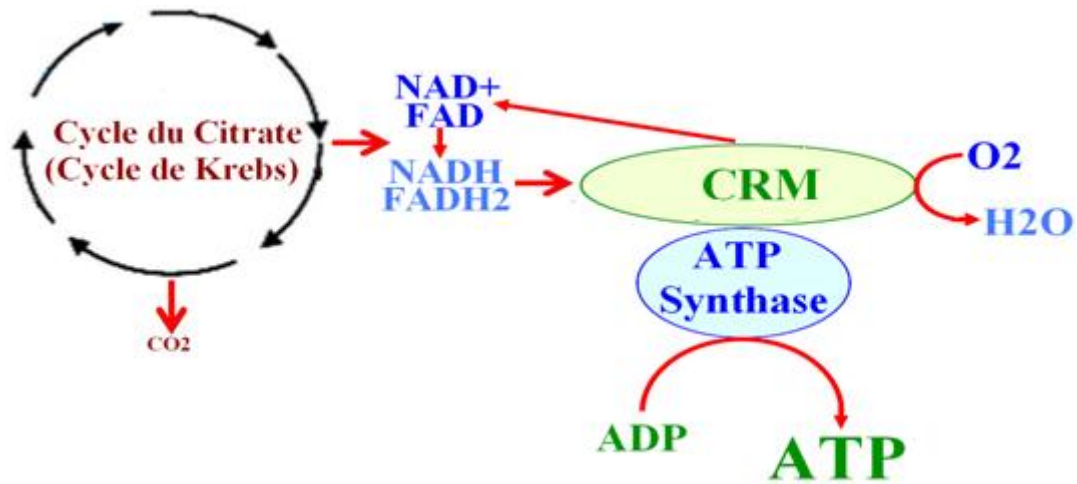 NAD+
FAD
Cycle du Citrate
(Cycle de Krebs)
NADH
FADH2
CRM
O2
H2O
ATP
Synthase
CO2
ADP
ATP